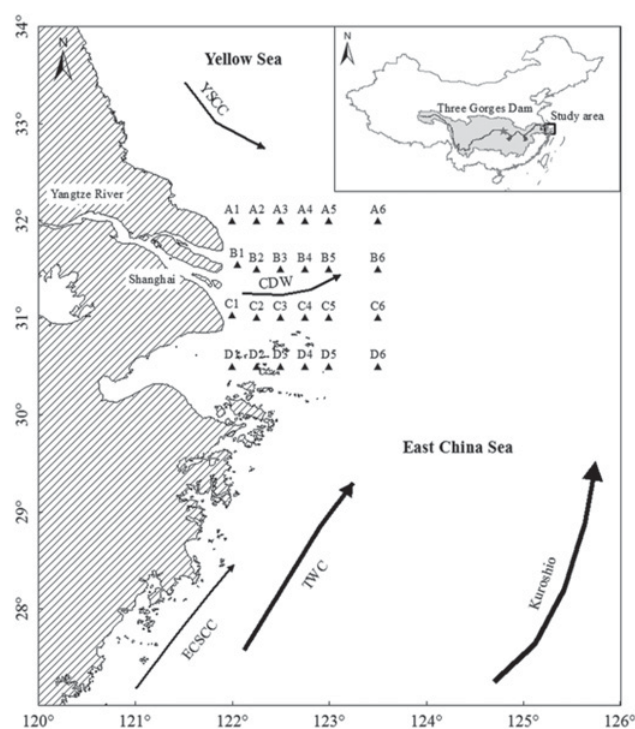 34°
33°
32°
31°
30°
29°
28°
N
Yellow Sea
YSCC
N
Three Gorges Dam
Study area
Yangtze River
Shanghai
A1 A2 A3 A4 A5 A6
B1 B2 B3 B4 B5 B6
CDW
C1 C2 C3 C4 C5 C6
D1 D2 D3 D4 D5 D6
East China Sea
ECSCC
TWC
Kuroshio
120° 121° 122° 123° 124° 125° 126°